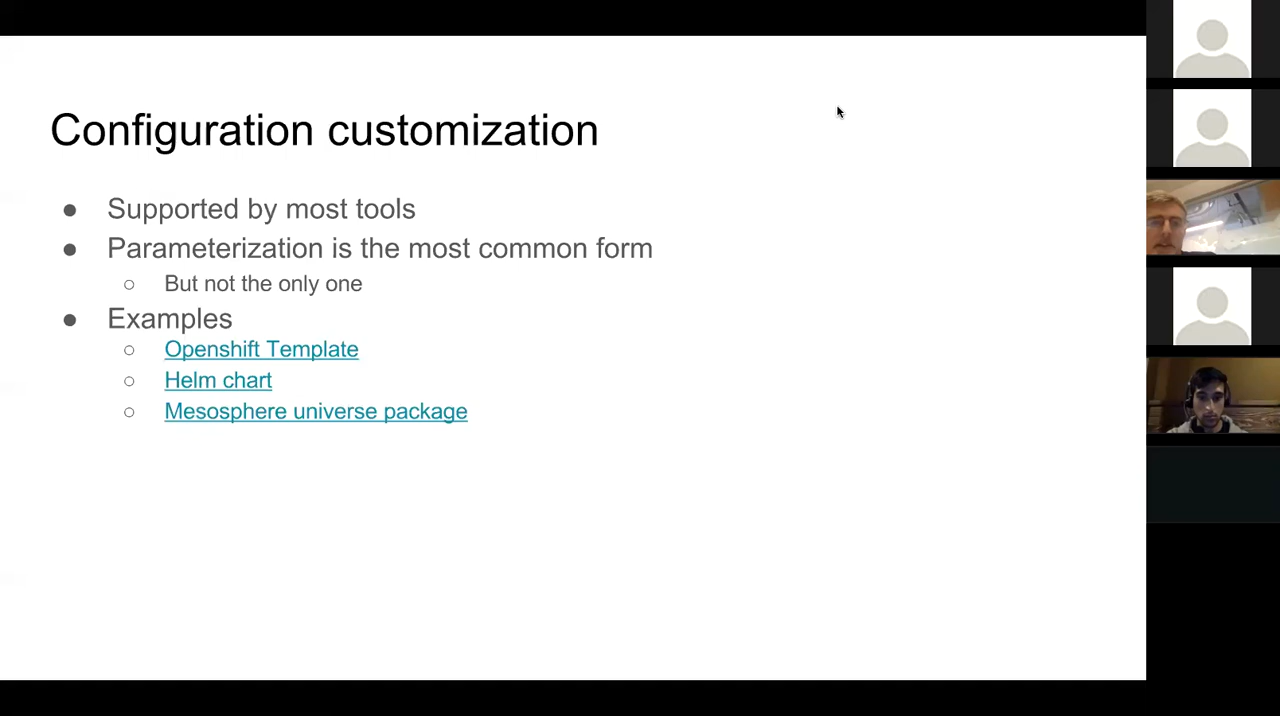 Configuration customization
● Supported by most tools
● Parameterization is the most common form
○ But not the only one
● Examples
○ Openshift Template
○ Helm chart
○ Mesosphere universe package